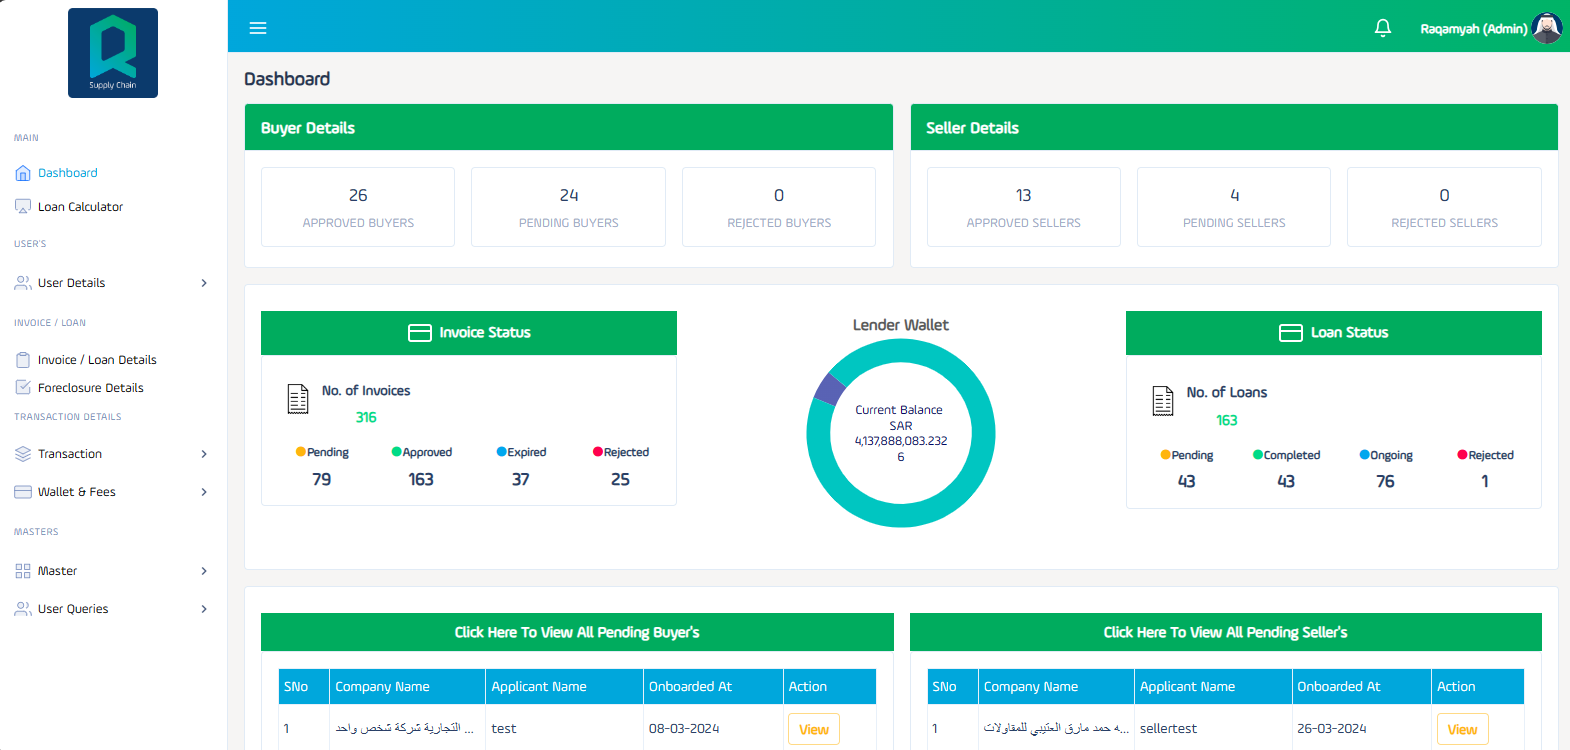 Supply Chain
MAIN
Dashboard
Loan Calculator
USER'S
User Details
INVOICE / LOAN
Invoice / Loan Details
Foreclosure Details
TRANSACTION DETAILS
Transaction
Wallet & Fees
MASTERS
Master
User Queries
Raqamyah (Admin)
Dashboard
Buyer Details
26
APPROVED BUYERS
24
PENDING BUYERS
0
REJECTED BUYERS
Seller Details
13
APPROVED SELLERS
4
PENDING SELLERS
0
REJECTED SELLERS
Invoice Status
No. of Invoices
316
Pending Approved Expired Rejected
79 163 37 25
Lender Wallet
Current Balance
SAR
4,137,888,083.232
6
Loan Status
No. of Loans
163
Pending Completed Ongoing Rejected
43 43 76 1
Click Here To View All Pending Buyer's
SNo Company Name Applicant Name Onboarded At Action
1 التجارية شركة شخص واحد ... test 08-03-2024 View
Click Here To View All Pending Seller's
SNo Company Name Applicant Name Onboarded At Action
1 ...ه حمد مارق العتيبي للمقاولات sellertest 26-03-2024 View